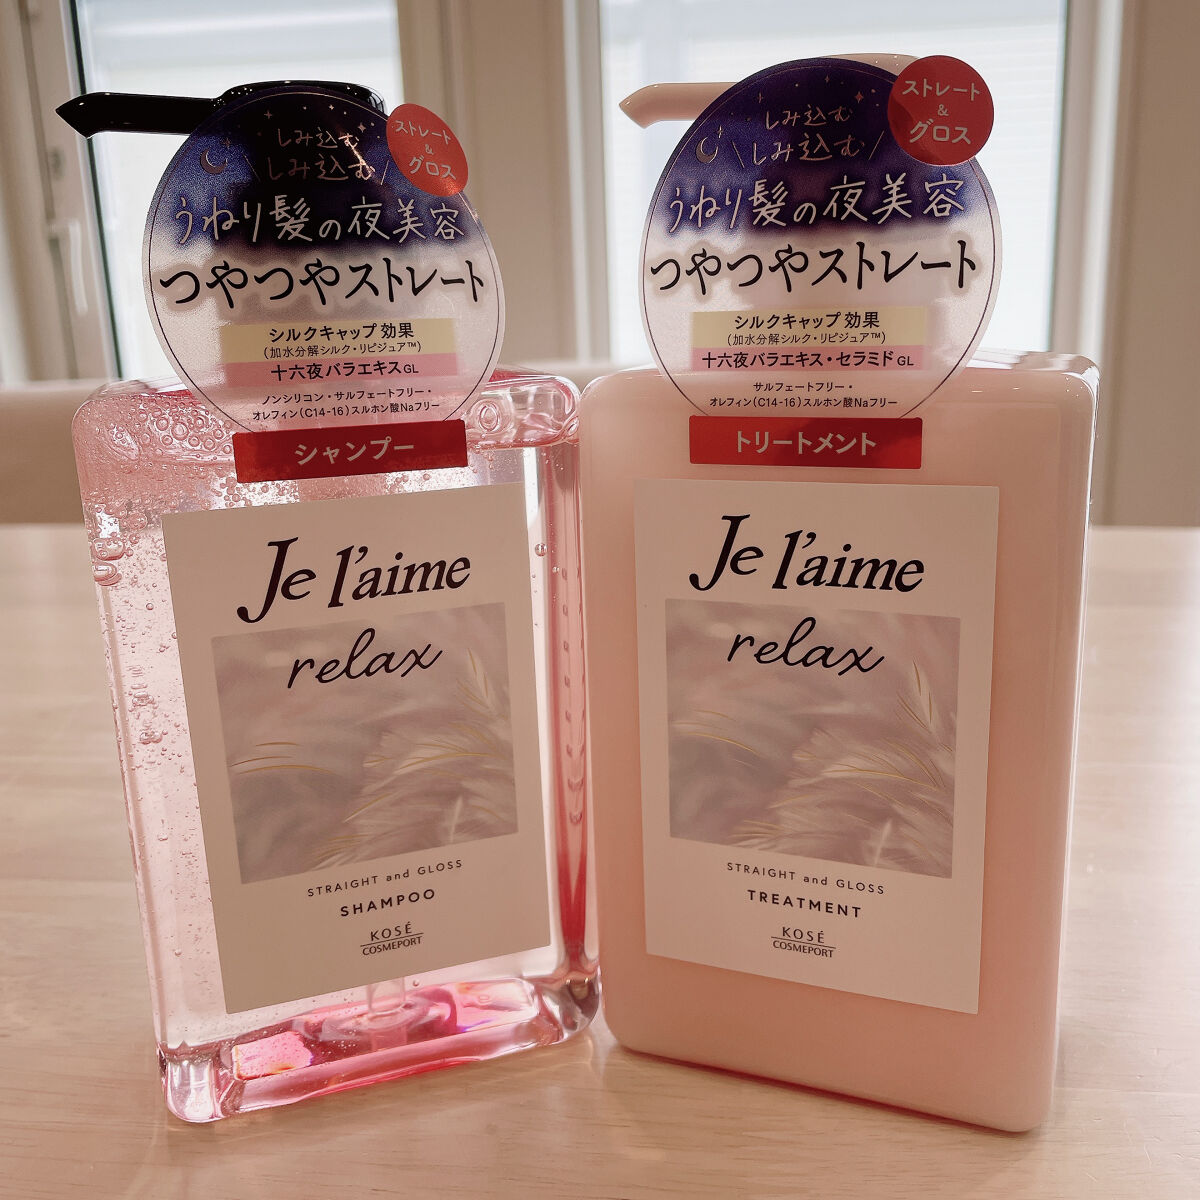 しみ込む
しみ込む
うねり髪の夜美容
つやつやストレート
ストレート
&
グロス
シルクキャップ効果
(加水分解シルク・リピジュア™)
十六夜バラエキスGL
ノンシリコン・サルフェートフリー・
オレフィン(C14-16)スルホン酸Naフリー
シャンプー
Je l'aime
relax
STRAIGHT and GLOSS
SHAMPOO
KOSÉ
COSMEPORT
しみ込む
しみ込む
うねり髪の夜美容
つやつやストレート
ストレート
&
グロス
シルクキャップ効果
(加水分解シルク・リピジュア™)
十六夜バラエキス・セラミドGL
サルフェートフリー・
オレフィン(C14-16)スルホン酸Naフリー
トリートメント
Je l'aime
relax
STRAIGHT and GLOSS
TREATMENT
KOSÉ
COSMEPORT